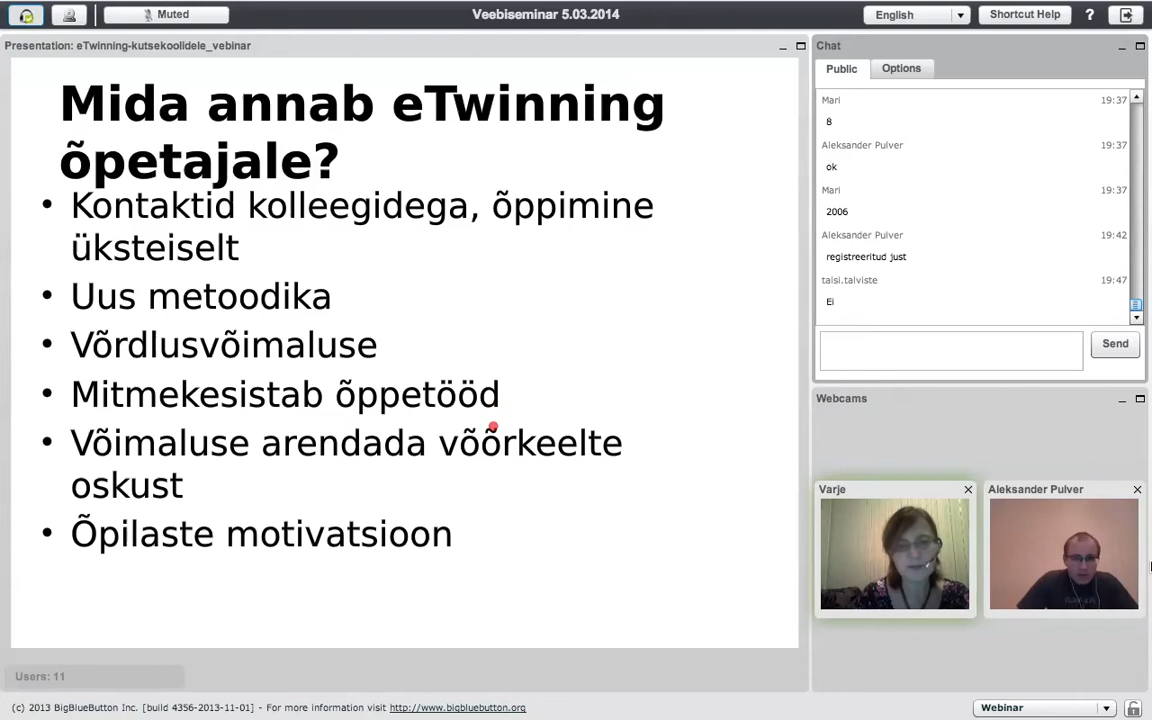 Muted
Veebiseminar 5.03.2014
English
Shortcut Help
?
Presentation: eTwinning-kutsekoolidele_vebinar
Mida annab eTwinning
õpetajale?
• Kontaktid kolleegidega, õppimine
üksteiselt
• Uus metoodika
• Võrdlusvõimaluse
• Mitmekesistab õppetööd
• Võimaluse arendada võõrkeelte
oskust
• Õpilaste motivatsioon
Users: 11
Chat
Public
Options
Mari 19:37
8
Aleksander Pulver 19:37
ok
Mari 19:37
2006
Aleksander Pulver 19:42
registreeritud just
taisi.talviste 19:47
Ei
Send
Webcams
Varje
Aleksander Pulver
(c) 2013 BigBlueButton Inc. [build 4356-2013-11-01] - For more information visit http://www.bigbluebutton.org
Webinar